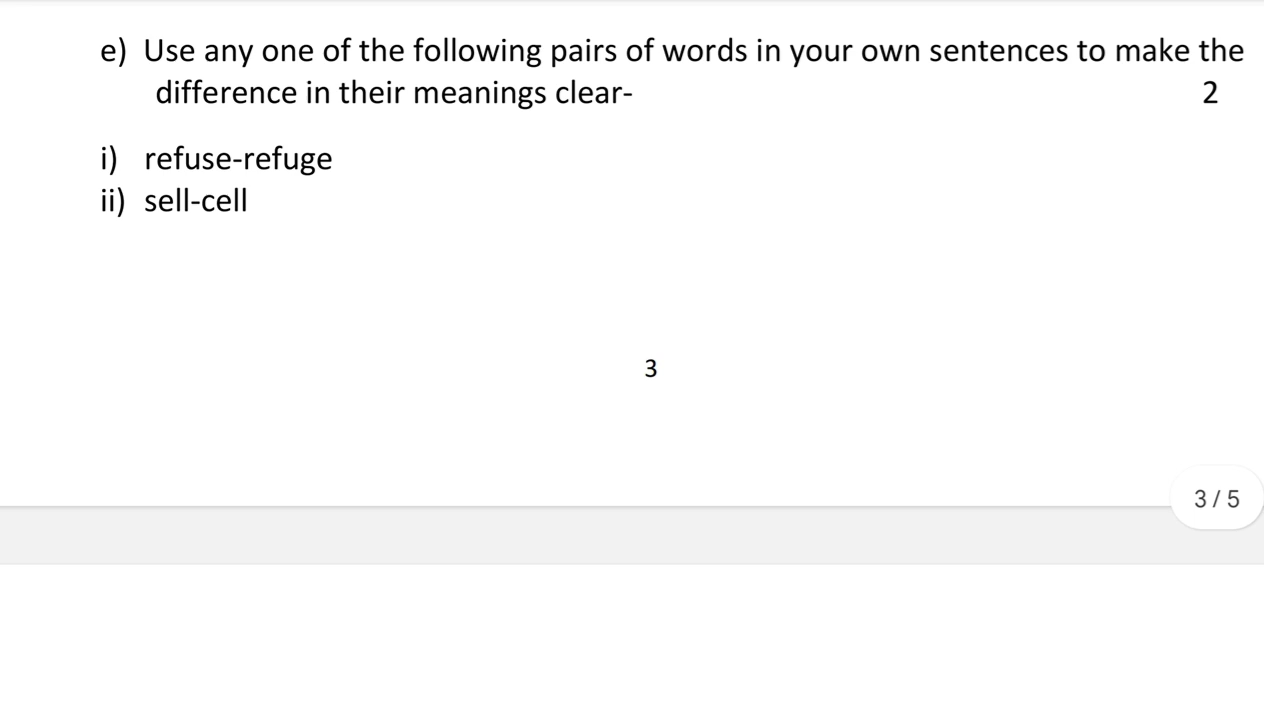 e) Use any one of the following pairs of words in your own sentences to make the
difference in their meanings clear- 2
i) refuse-refuge
ii) sell-cell
3
3 / 5